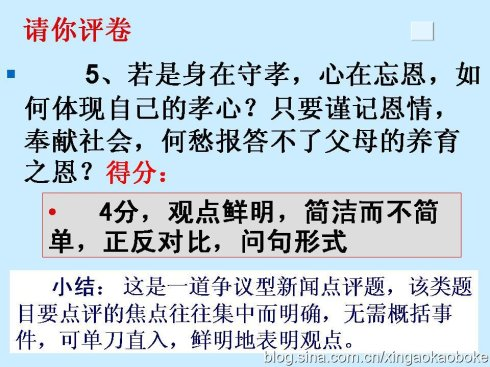 请你评卷
5、若是身在守孝，心在忘恩，如
何体现自己的孝心？只要谨记恩情，
奉献社会，何愁报答不了父母的养育
之恩？得分：
• 4分，观点鲜明，简洁而不简
单，正反对比，问句形式
小结： 这是一道争议型新闻点评题，该类题
目要点评的焦点往往集中而明确，无需概括事
件，可单刀直入，鲜明地表明观点。
blog.sina.com.cn/xingaokaoboke